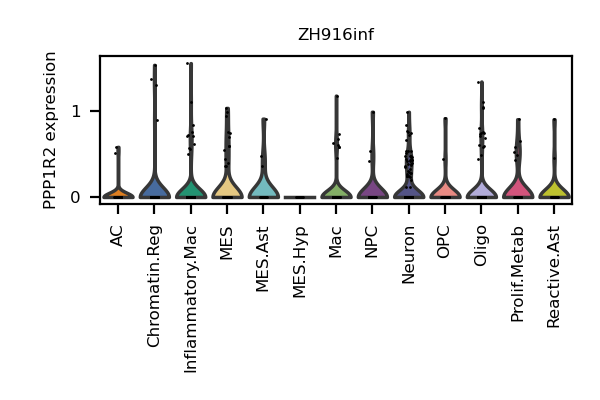 ZH916inf
PPP1R2 expression
1
0
AC
Chromatin.Reg
Inflammatory.Mac
MES
MES.Ast
MES.Hyp
Mac
NPC
Neuron
OPC
Oligo
Prolif.Metab
Reactive.Ast